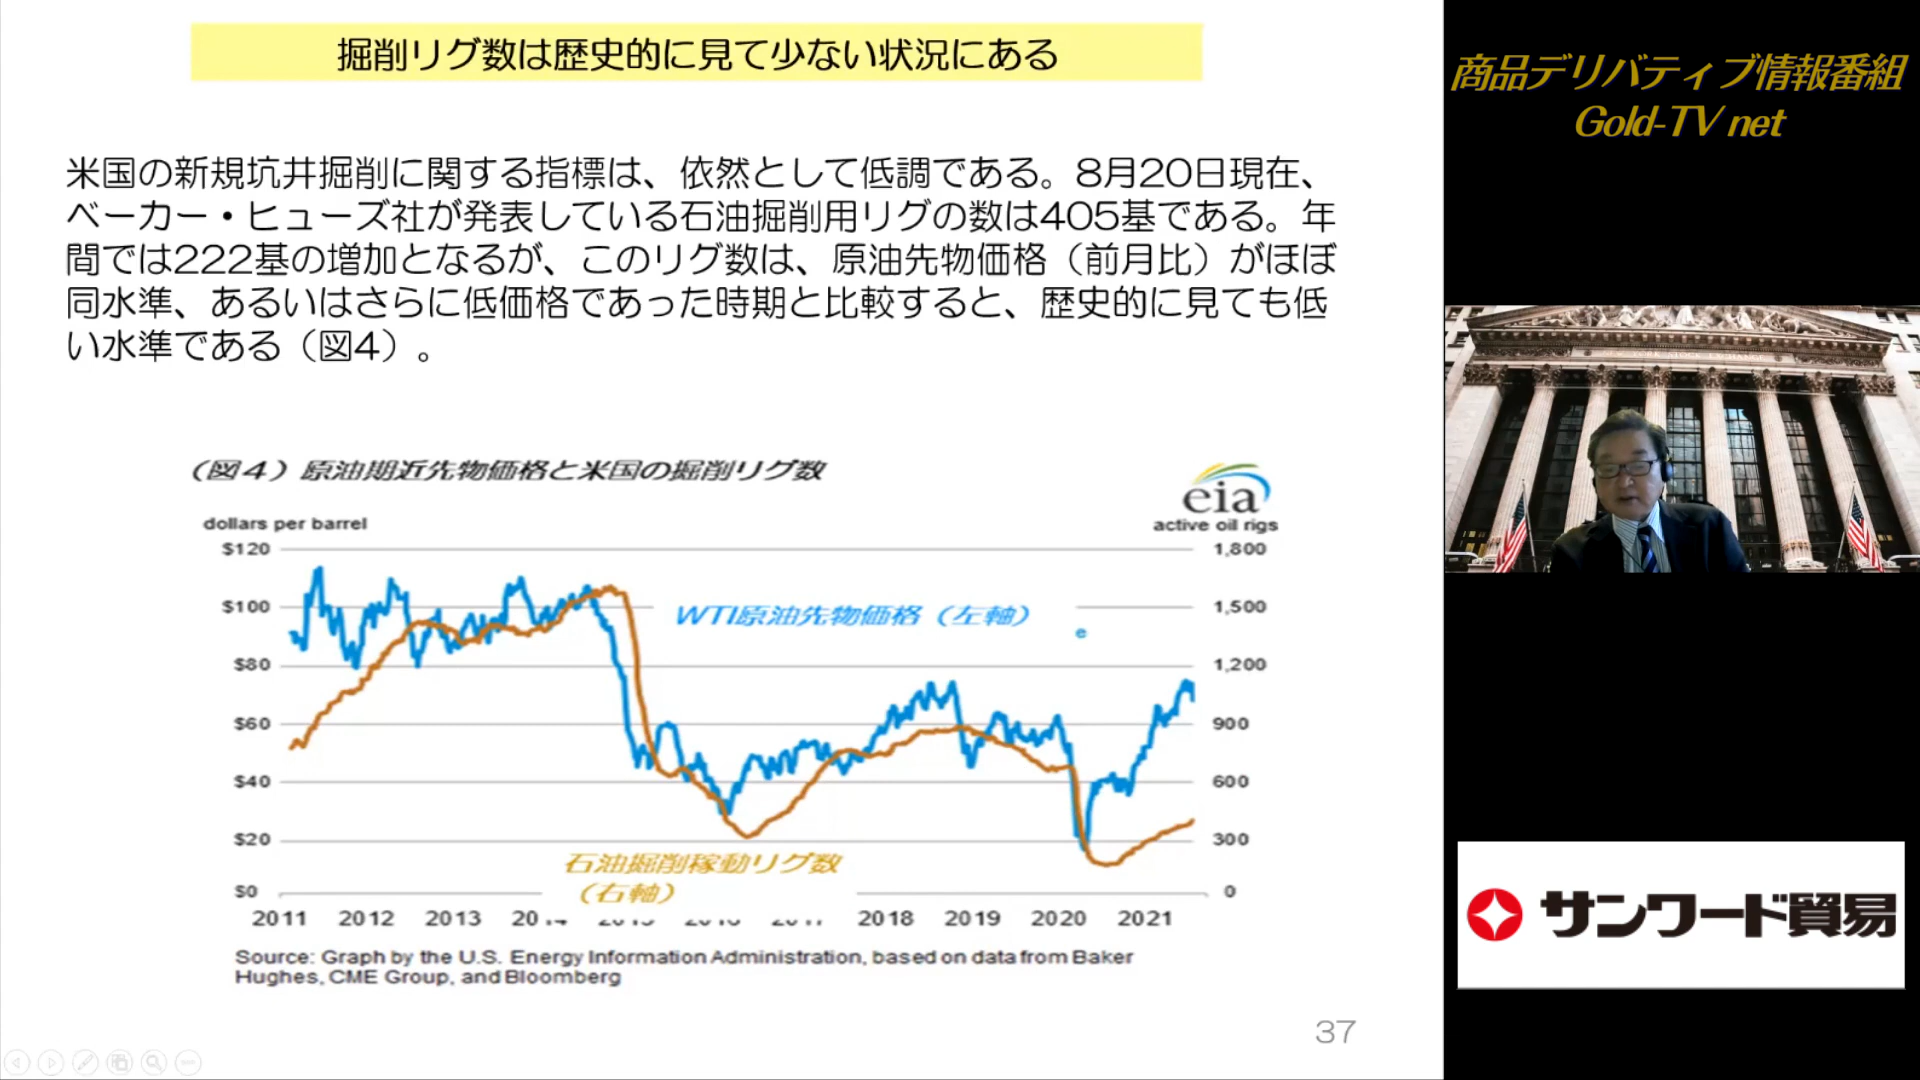 掘削リグ数は歴史的に見て少ない状況にある
米国の新規坑井掘削に関する指標は、依然として低調である。8月20日現在、
ベーカー・ヒューズ社が発表している石油掘削用リグの数は405基である。年
間では222基の増加となるが、このリグ数は、原油先物価格（前月比）がほぼ
同水準、あるいはさらに低価格であった時期と比較すると、歴史的に見ても低
い水準である（図4）。
（図４）原油期近先物価格と米国の掘削リグ数
eia
dollars per barrel
active oil rigs
$120
1,800
$100
1,500
WTI原油先物価格（左軸）
e
$80
1,200
$60
900
$40
600
$20
300
石油掘削稼動リグ数
（右軸）
$0
0
2011 2012 2013 2018 2019 2020 2021
Source: Graph by the U.S. Energy Information Administration, based on data from Baker
Hughes, CME Group, and Bloomberg
37
商品デリバティブ情報番組
Gold-TV net
サンワード貿易